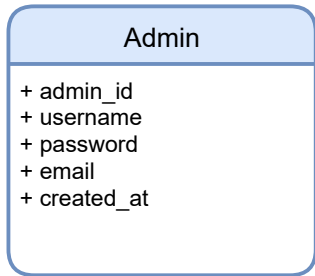 Admin
+ admin_id
+ username
+ password
+ email
+ created_at